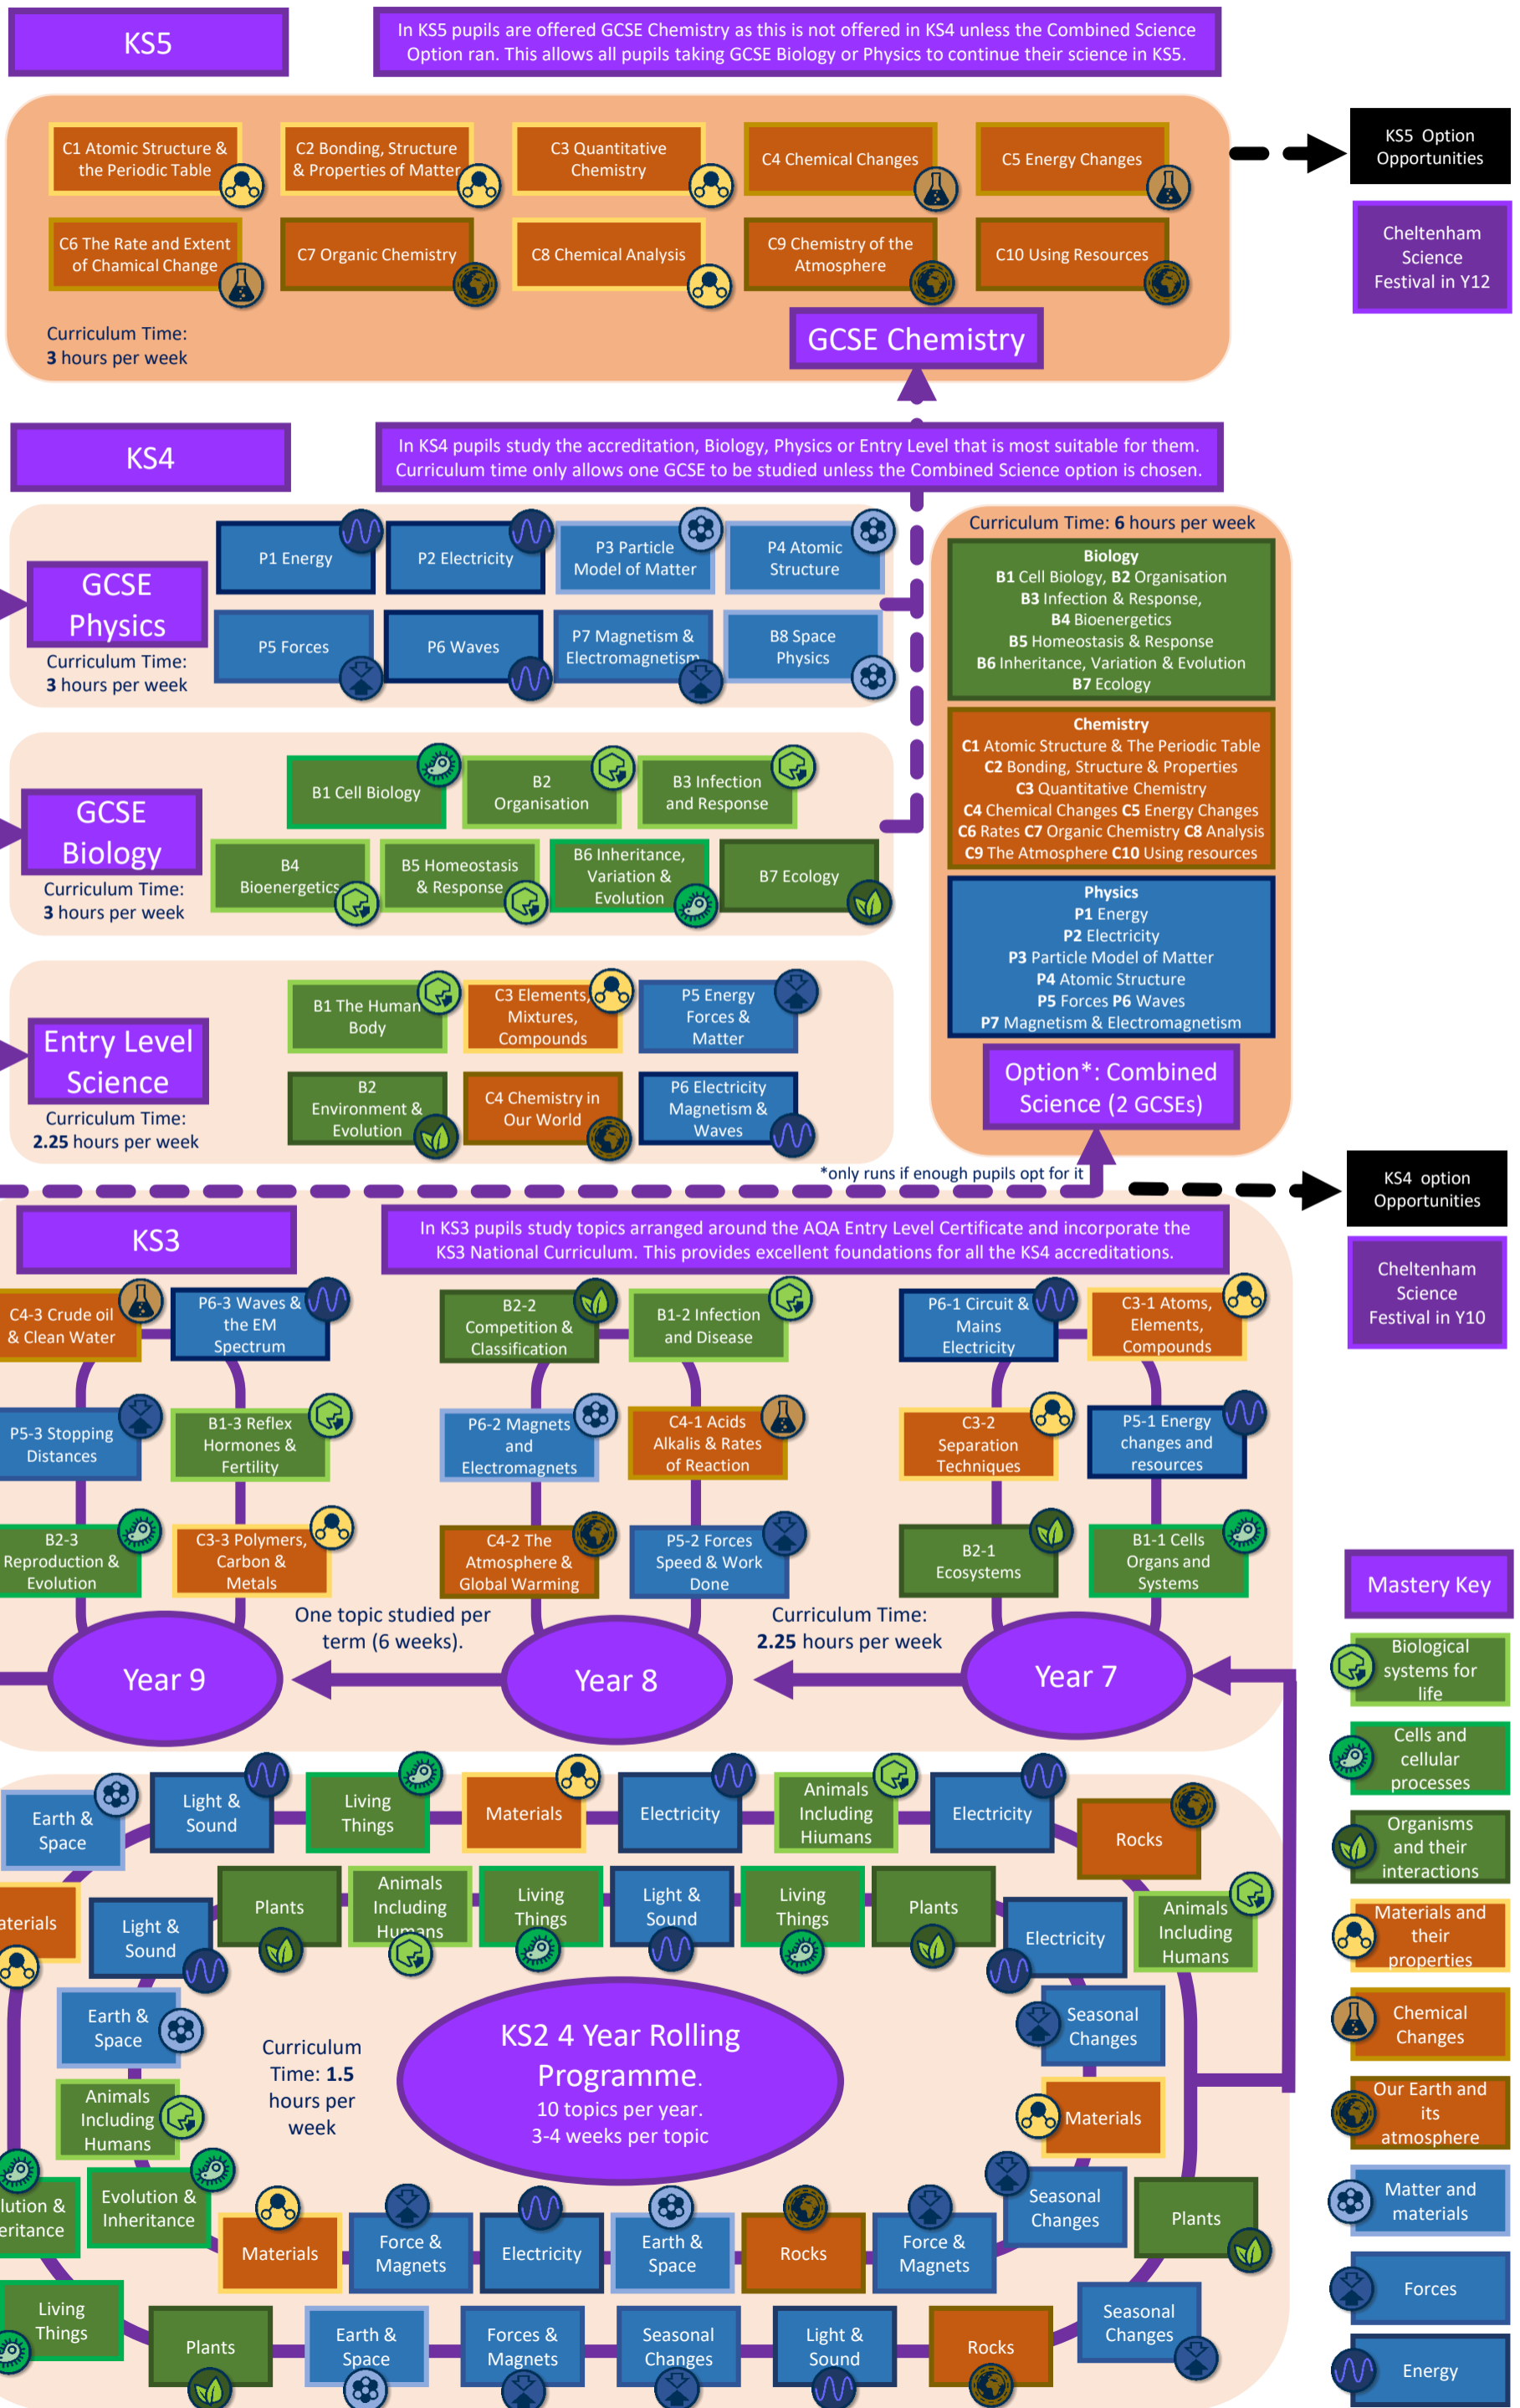 KS5
In KS5 pupils are offered GCSE Chemistry as this is not offered in KS4 unless the Combined Science
Option ran. This allows all pupils taking GCSE Biology or Physics to continue their science in KS5.
C1 Atomic Structure &
the Periodic Table
C2 Bonding, Structure
& Properties of Matter
C3 Quantitative
Chemistry
C4 Chemical Changes
C5 Energy Changes
KS5 Option
Opportunities
C6 The Rate and Extent
of Chamical Change
C7 Organic Chemistry
C8 Chemical Analysis
C9 Chemistry of the
Atmosphere
C10 Using Resources
Cheltenham
Science
Festival in Y12
Curriculum Time:
3 hours per week
GCSE Chemistry
KS4
In KS4 pupils study the accreditation, Biology, Physics or Entry Level that is most suitable for them.
Curriculum time only allows one GCSE to be studied unless the Combined Science option is chosen.
GCSE
Physics
Curriculum Time:
3 hours per week
P1 Energy
P2 Electricity
P3 Particle
Model of Matter
P4 Atomic
Structure
P5 Forces
P6 Waves
P7 Magnetism &
Electromagnetism
B8 Space
Physics
GCSE
Biology
Curriculum Time:
3 hours per week
B1 Cell Biology
B2
Organisation
B3 Infection
and Response
B4
Bioenergetics
B5 Homeostasis
& Response
B6 Inheritance,
Variation &
Evolution
B7 Ecology
Entry Level
Science
Curriculum Time:
2.25 hours per week
B1 The Human
Body
C3 Elements,
Mixtures,
Compounds
P5 Energy
Forces &
Matter
B2
Environment &
Evolution
C4 Chemistry in
Our World
P6 Electricity
Magnetism &
Waves
Curriculum Time: 6 hours per week
Biology
B1 Cell Biology, B2 Organisation
B3 Infection & Response,
B4 Bioenergetics
B5 Homeostasis & Response
B6 Inheritance, Variation & Evolution
B7 Ecology
Chemistry
C1 Atomic Structure & The Periodic Table
C2 Bonding, Structure & Properties
C3 Quantitative Chemistry
C4 Chemical Changes C5 Energy Changes
C6 Rates C7 Organic Chemistry C8 Analysis
C9 The Atmosphere C10 Using resources
Physics
P1 Energy
P2 Electricity
P3 Particle Model of Matter
P4 Atomic Structure
P5 Forces P6 Waves
P7 Magnetism & Electromagnetism
Option*: Combined
Science (2 GCSEs)
*only runs if enough pupils opt for it
KS4 option
Opportunities
Cheltenham
Science
Festival in Y10
KS3
In KS3 pupils study topics arranged around the AQA Entry Level Certificate and incorporate the
KS3 National Curriculum. This provides excellent foundations for all the KS4 accreditations.
C4-3 Crude oil
& Clean Water
P6-3 Waves &
the EM
Spectrum
P5-3 Stopping
Distances
B1-3 Reflex
Hormones &
Fertility
B2-3
Reproduction &
Evolution
C3-3 Polymers,
Carbon &
Metals
B2-2
Competition &
Classification
B1-2 Infection
and Disease
P6-2 Magnets
and
Electromagnets
C4-1 Acids
Alkalis & Rates
of Reaction
C4-2 The
Atmosphere &
Global Warming
P5-2 Forces
Speed & Work
Done
P6-1 Circuit &
Mains
Electricity
C3-1 Atoms,
Elements,
Compounds
C3-2
Separation
Techniques
P5-1 Energy
changes and
resources
B2-1
Ecosystems
B1-1 Cells
Organs and
Systems
One topic studied per
term (6 weeks).
Curriculum Time:
2.25 hours per week
Year 9
Year 8
Year 7
Mastery Key
Biological
systems for
life
Cells and
cellular
processes
Organisms
and their
interactions
Materials and
their
properties
Chemical
Changes
Our Earth and
its
atmosphere
Matter and
materials
Forces
Energy
Earth &
Space
Light &
Sound
Living
Things
Materials
Electricity
Animals
Including
Hiumans
Electricity
Rocks
aterials
Light &
Sound
Plants
Animals
Including
Humans
Living
Things
Light &
Sound
Living
Things
Plants
Electricity
Animals
Including
Humans
Earth &
Space
Seasonal
Changes
Curriculum
Time: 1.5
hours per
week
KS2 4 Year Rolling
Programme.
10 topics per year.
3-4 weeks per topic
Animals
Including
Humans
Materials
lution &
eritance
Evolution &
Inheritance
Seasonal
Changes
Plants
Materials
Force &
Magnets
Electricity
Earth &
Space
Rocks
Force &
Magnets
Living
Things
Plants
Earth &
Space
Forces &
Magnets
Seasonal
Changes
Light &
Sound
Rocks
Seasonal
Changes